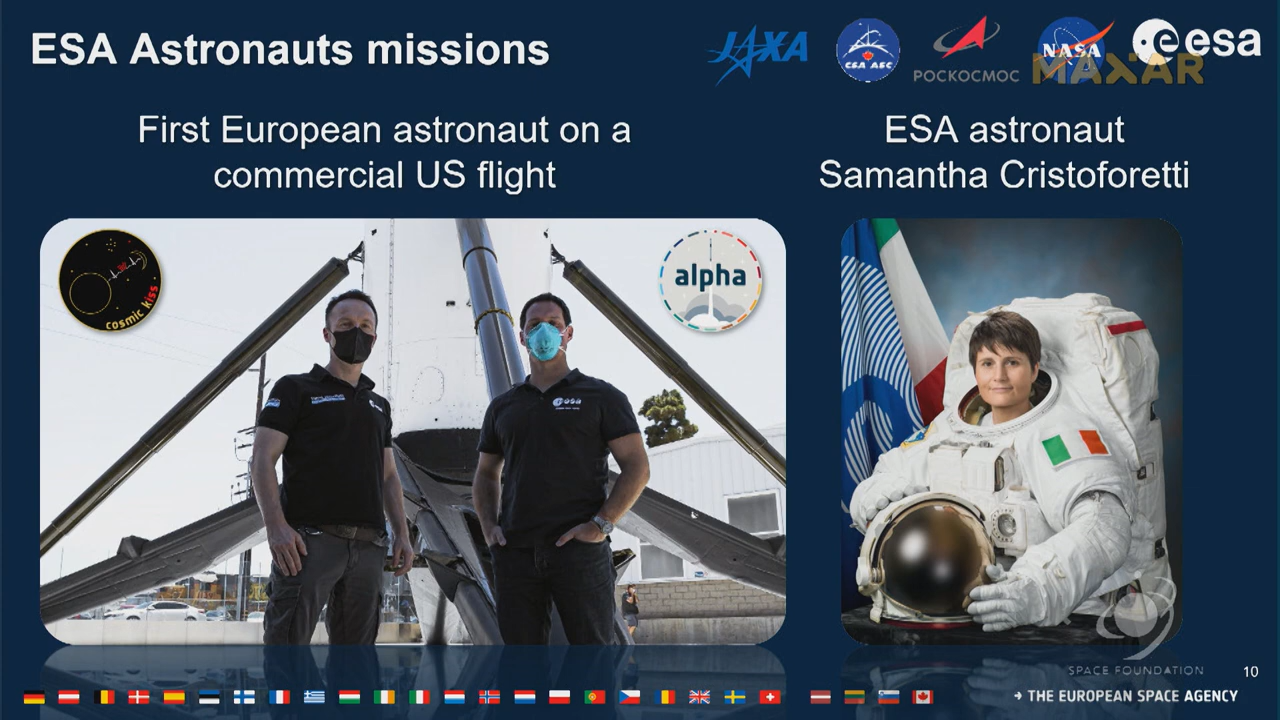 ESA Astronauts missions
JAXA
CSA ASC
РОСКОСМОС
NASA
MAXAR
esa
First European astronaut on a
commercial US flight
ESA astronaut
Samantha Cristoforetti
cosmic kiss
alpha
esa
SPACE FOUNDATION
10
→ THE EUROPEAN SPACE AGENCY